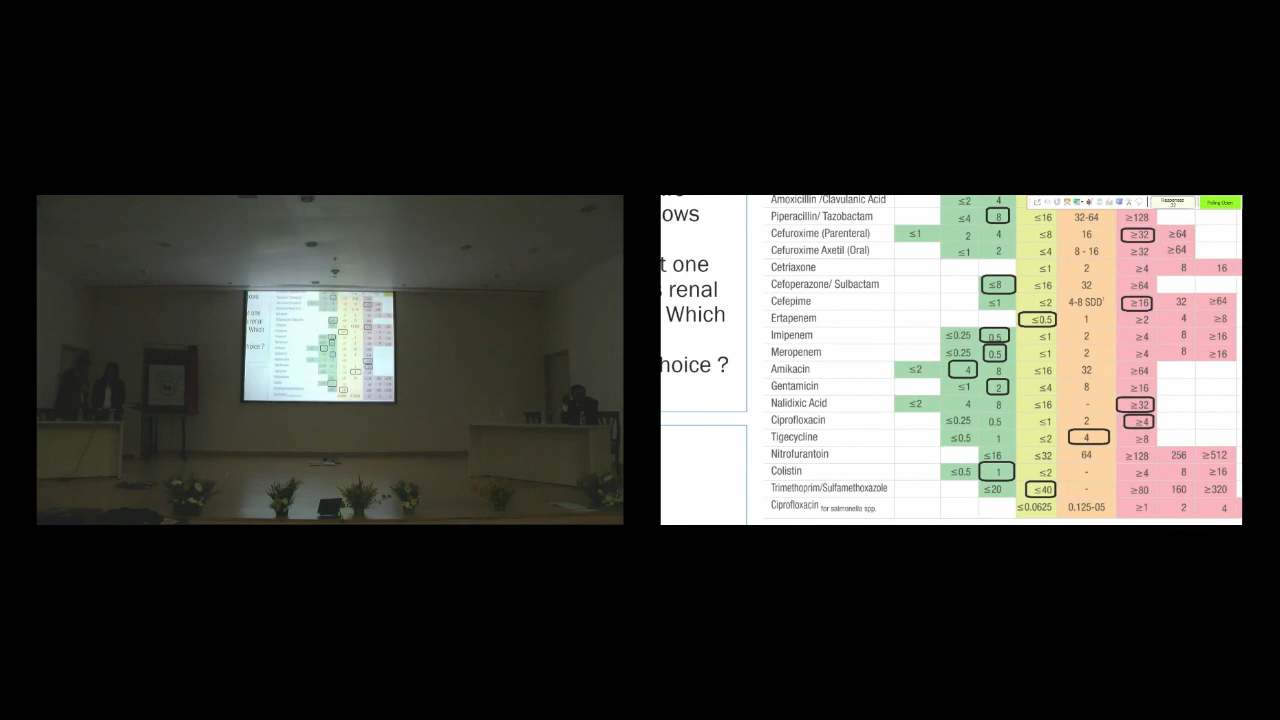 ows
t one
renal
Which
hoice ?
Responses
Polling Open
Amoxicillin /Clavulanic Acid ≤2 4
Piperacillin/ Tazobactam ≤4 8 ≤16 32-64 ≥128
Cefuroxime (Parenteral) ≤1 2 4 ≤8 16 ≥32 ≥64
Cefuroxime Axetil (Oral) ≤1 2 ≤4 8 - 16 ≥32 ≥64
Cetriaxone ≤1 2 ≥4 8 16
Cefoperazone/ Sulbactam ≤8 ≤16 32 ≥64
Cefepime ≤1 ≤2 4-8 SDD ≥16 32 ≥64
Ertapenem ≤0.5 1 ≥2 4 ≥8
Imipenem ≤0.25 0.5 ≤1 2 ≥4 8 ≥16
Meropenem ≤0.25 0.5 ≤1 2 ≥4 8 ≥16
Amikacin ≤2 4 8 ≤16 32 ≥64
Gentamicin ≤1 2 ≤4 8 ≥16
Nalidixic Acid ≤2 4 8 ≤16 - ≥32
Ciprofloxacin ≤0.25 0.5 ≤1 2 ≥4
Tigecycline ≤0.5 1 ≤2 4 ≥8
Nitrofurantoin ≤16 ≤32 64 ≥128 256 ≥512
Colistin ≤0.5 1 ≤2 - ≥4 8 ≥16
Trimethoprim/Sulfamethoxazole ≤20 ≤40 - ≥80 160 ≥320
Ciprofloxacin for salmonella spp. ≤0.0625 0.125-05 ≥1 2 4